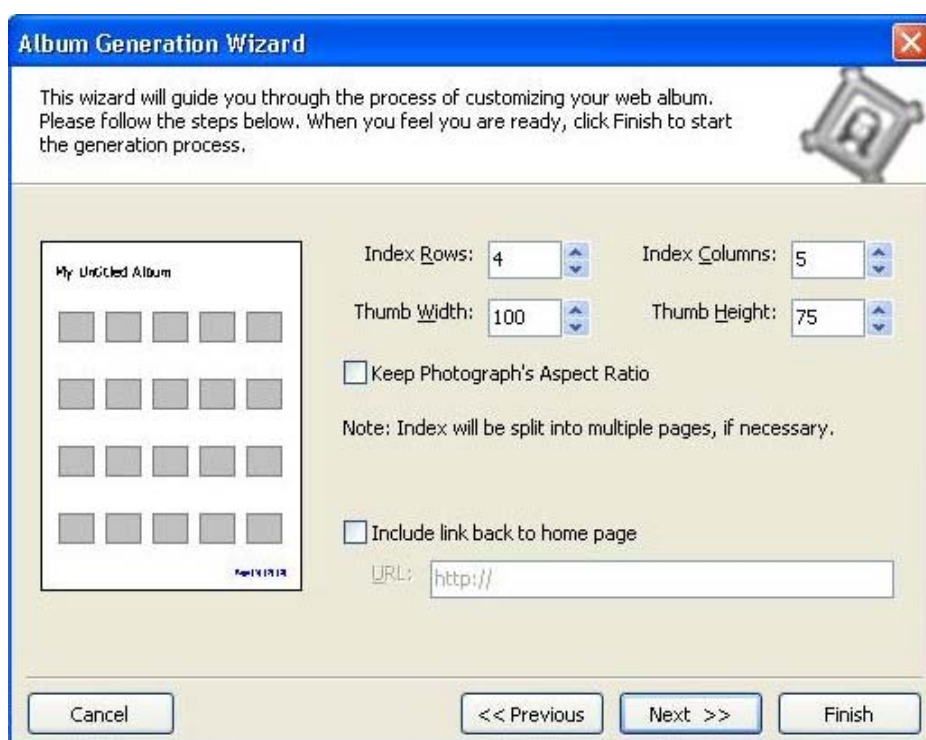 Album Generation Wizard
This wizard will guide you through the process of customizing your web album.
Please follow the steps below. When you feel you are ready, click Finish to start
the generation process.
My Untitled Album
Index Rows: 4 Index Columns: 5
Thumb Width: 100 Thumb Height: 75
Keep Photograph's Aspect Ratio
Note: Index will be split into multiple pages, if necessary.
Include link back to home page
URL: http://
Cancel << Previous Next >> Finish